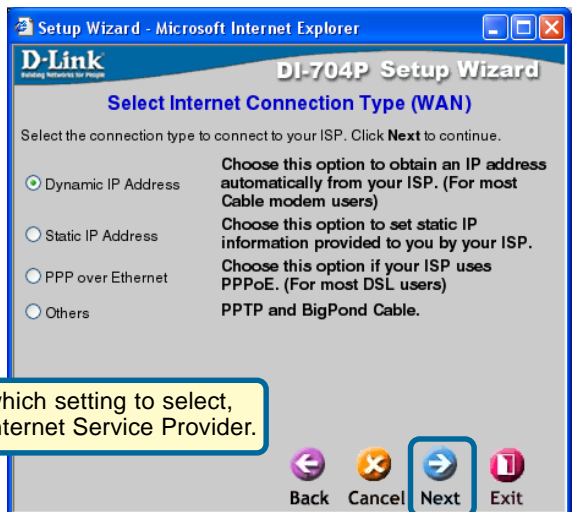 Setup Wizard - Microsoft Internet Explorer
D-Link
Building Networks for People
DI-704P Setup Wizard
Select Internet Connection Type (WAN)
Select the connection type to connect to your ISP. Click Next to continue.
Dynamic IP Address
Choose this option to obtain an IP address
automatically from your ISP. (For most
Cable modem users)
Static IP Address
Choose this option to set static IP
information provided to you by your ISP.
PPP over Ethernet
Choose this option if your ISP uses
PPPoE. (For most DSL users)
Others
PPTP and BigPond Cable.
which setting to select,
nternet Service Provider.
Back Cancel Next Exit